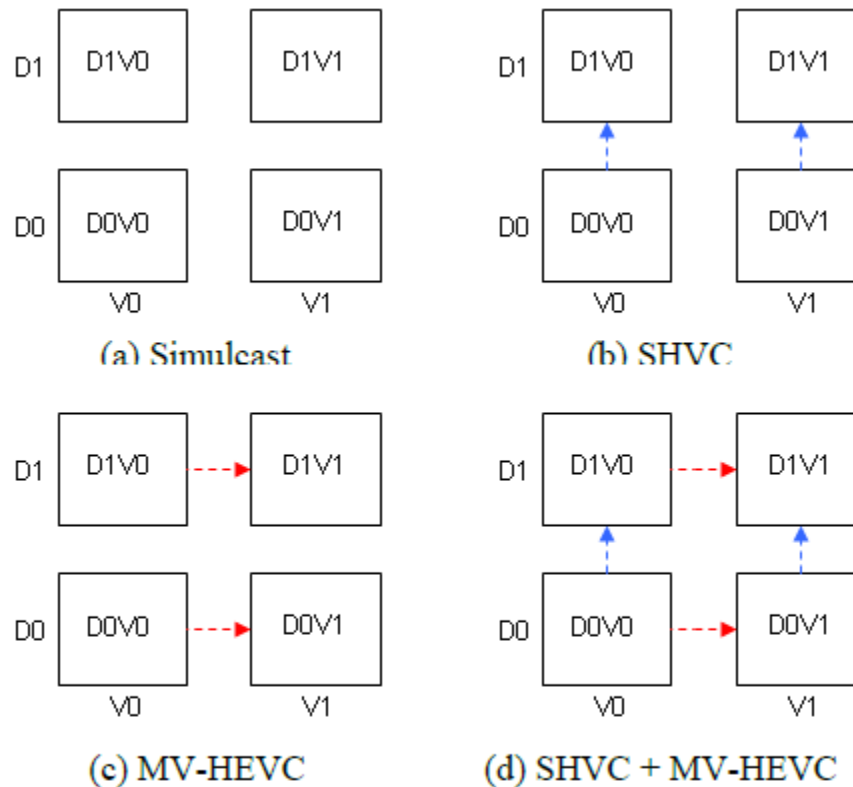 D1 D1V0 D1V1 D1V0 D1V1
D0 D0V0 D0V1 D0 D0V0 D0V1
V0 V1 V0 V1
(a) Simulcast (b) SHVC
D1 D1V0 D1V1 D1 D1V0 D1V1
D0 D0V0 D0V1 D0 D0V0 D0V1
V0 V1 V0 V1
(c) MV-HEVC (d) SHVC + MV-HEVC